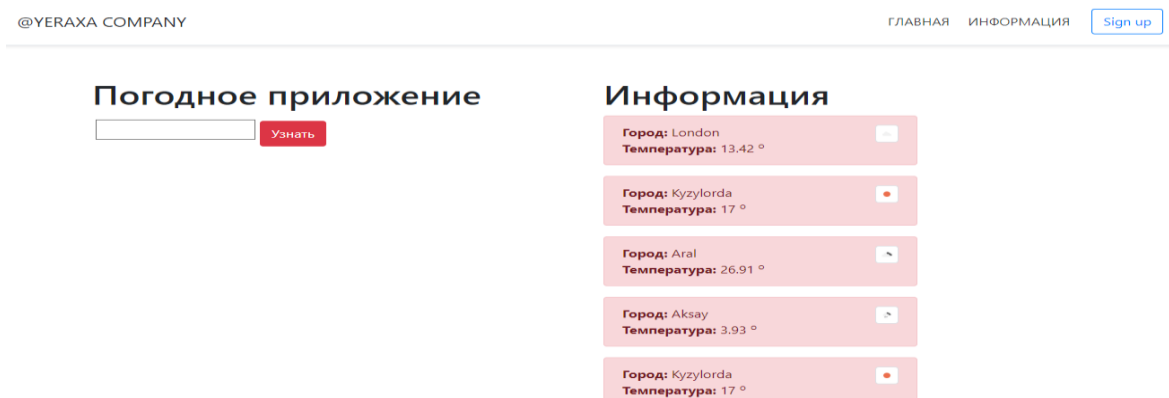 @YERAXA COMPANY
ГЛАВНАЯ ИНФОРМАЦИЯ Sign up
Погодное приложение
Узнать
Информация
Город: London
Температура: 13.42 °
Город: Kyzylorda
Температура: 17 °
Город: Aral
Температура: 26.91 °
Город: Aksay
Температура: 3.93 °
Город: Kyzylorda
Температура: 17 °